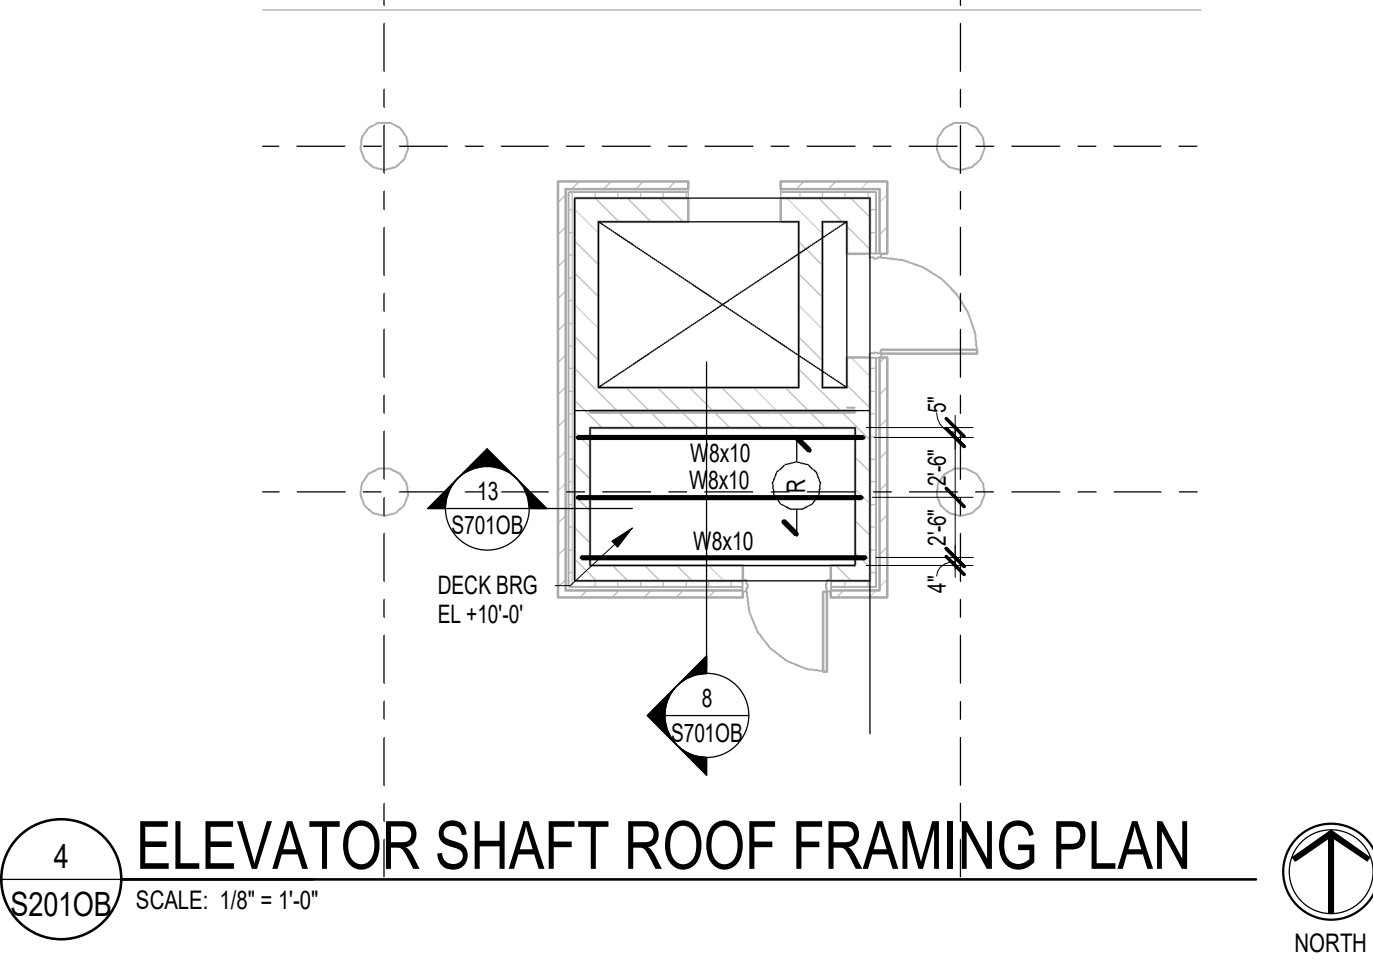 5"
W8x10
2'-6"
W8x10
R
13
S701OB
2'-6"
W8x10
DECK BRG
EL +10'-0'
4"
8
S701OB
4
S201OB
ELEVATOR SHAFT ROOF FRAMING PLAN
SCALE: 1/8" = 1'-0"
NORTH